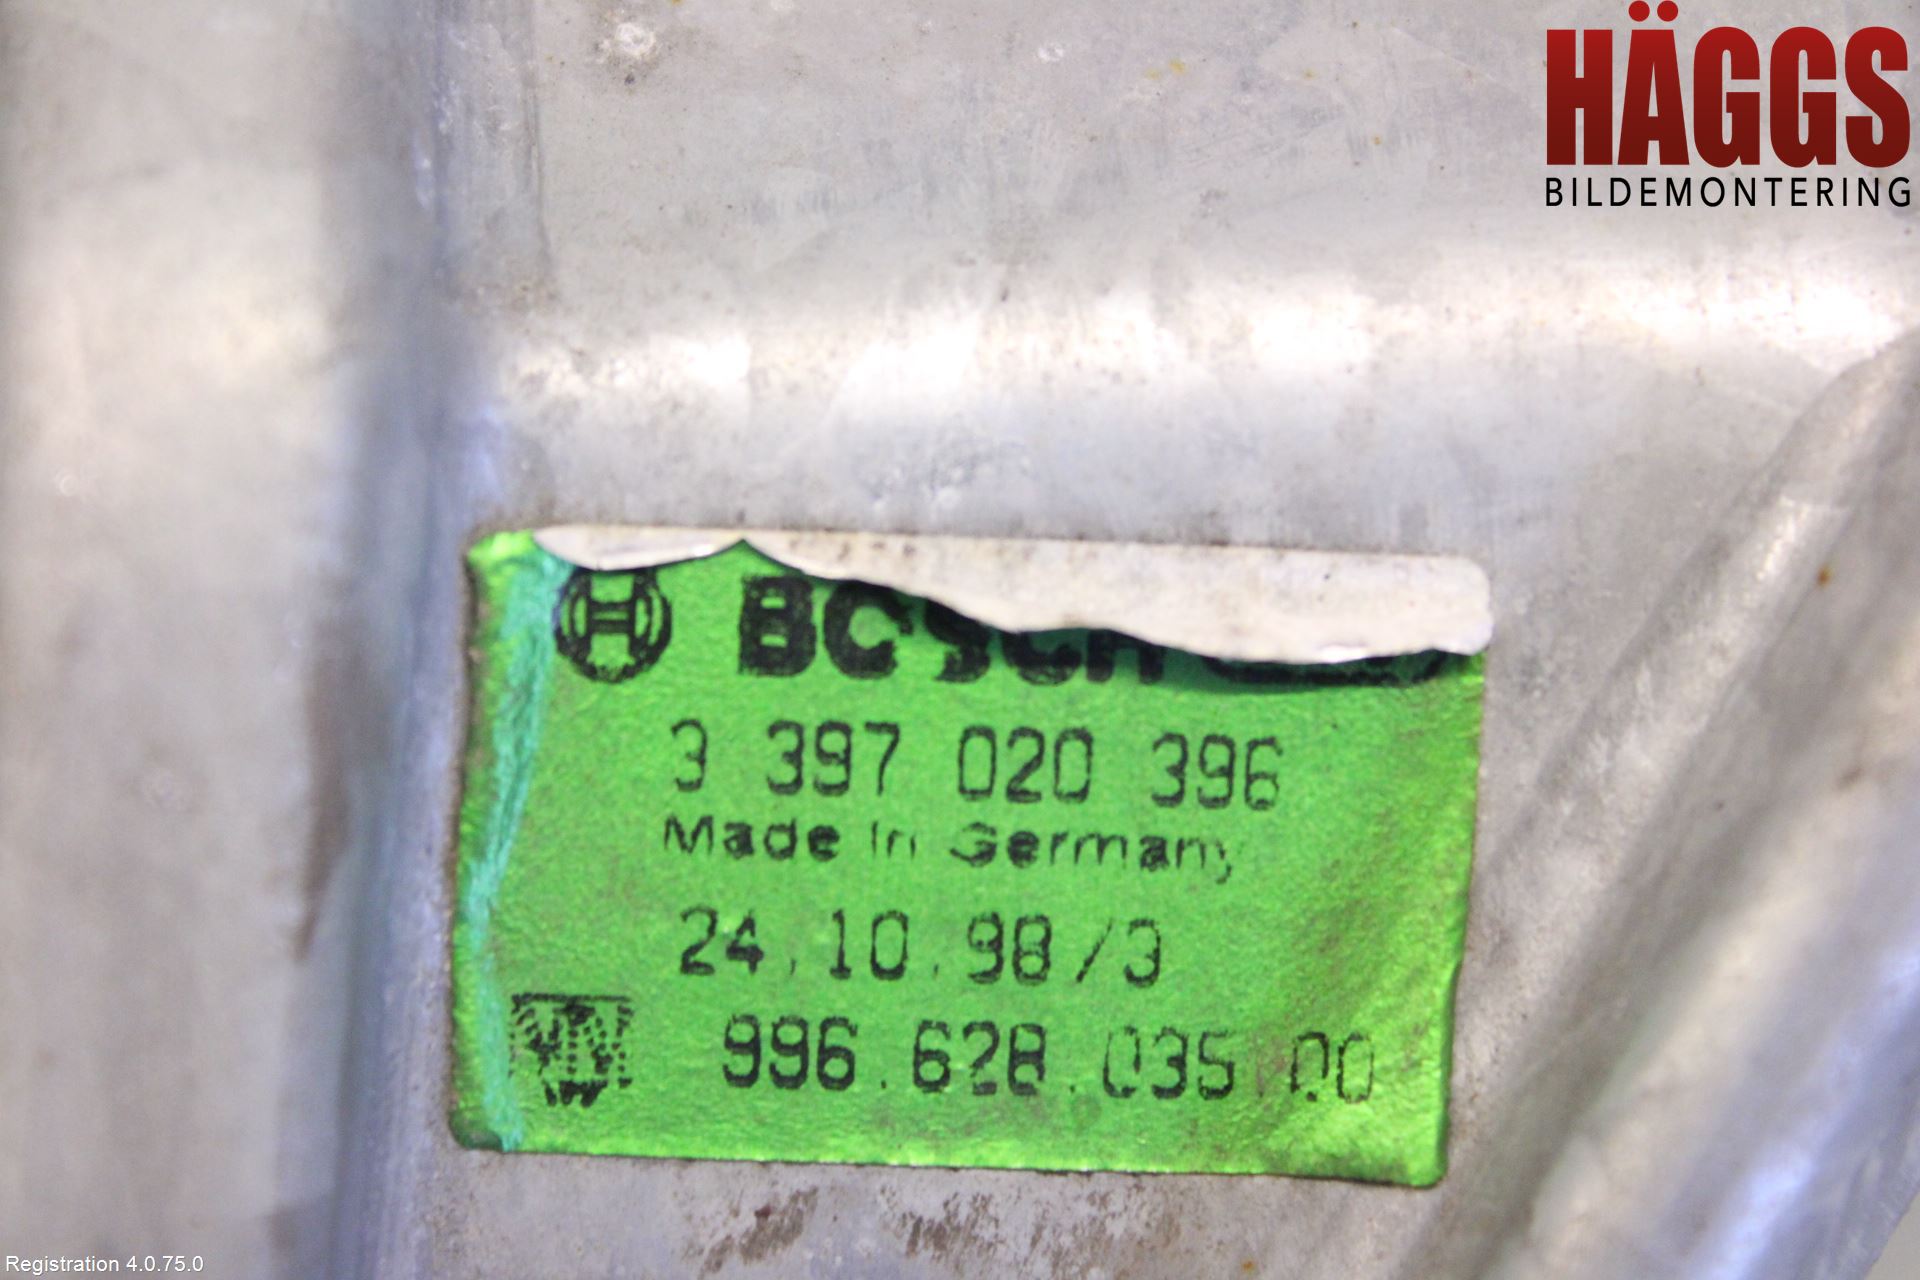 HÄGGS
BILDEMONTERING
BOSCH
3 397 020 396
Made in Germany
24.10.98/3
996.628.035.00
Registration 4.0.75.0